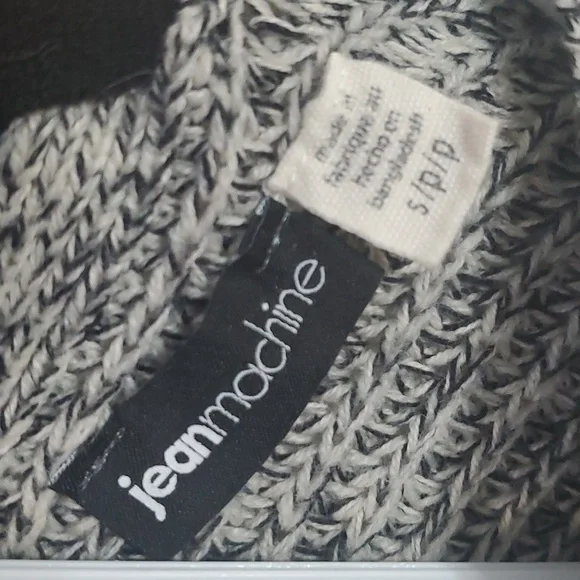 made in
fabriqué au
hecho en
bangladesh
s/p/p
jeanmachine